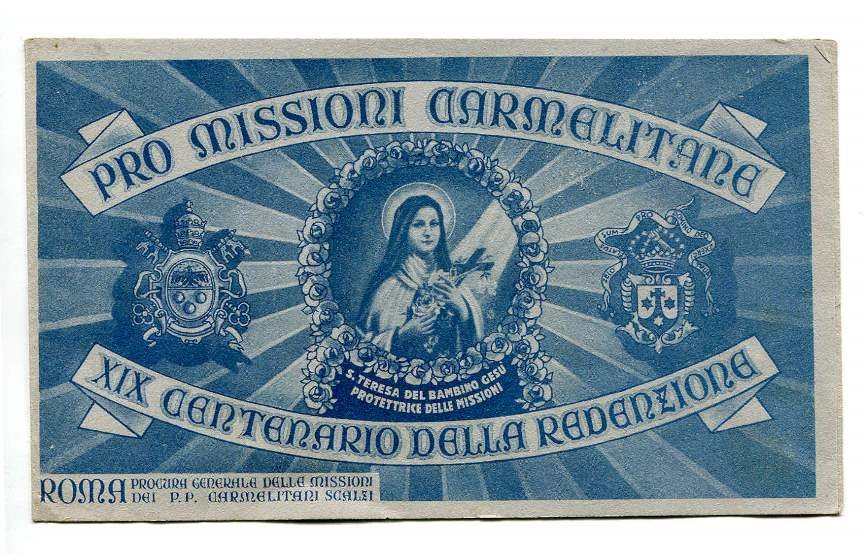 PRO MISSIONI CARMELITANE
S. TERESA DEL BAMBINO GESU
PROTETTRICE DELLE MISSIONI
XIX CENTENARIO DELLA REDENZIONE
ROMA PROCURA GENERALE DELLE MISSIONI
DEI P.P. CARMELITANI SCALZI